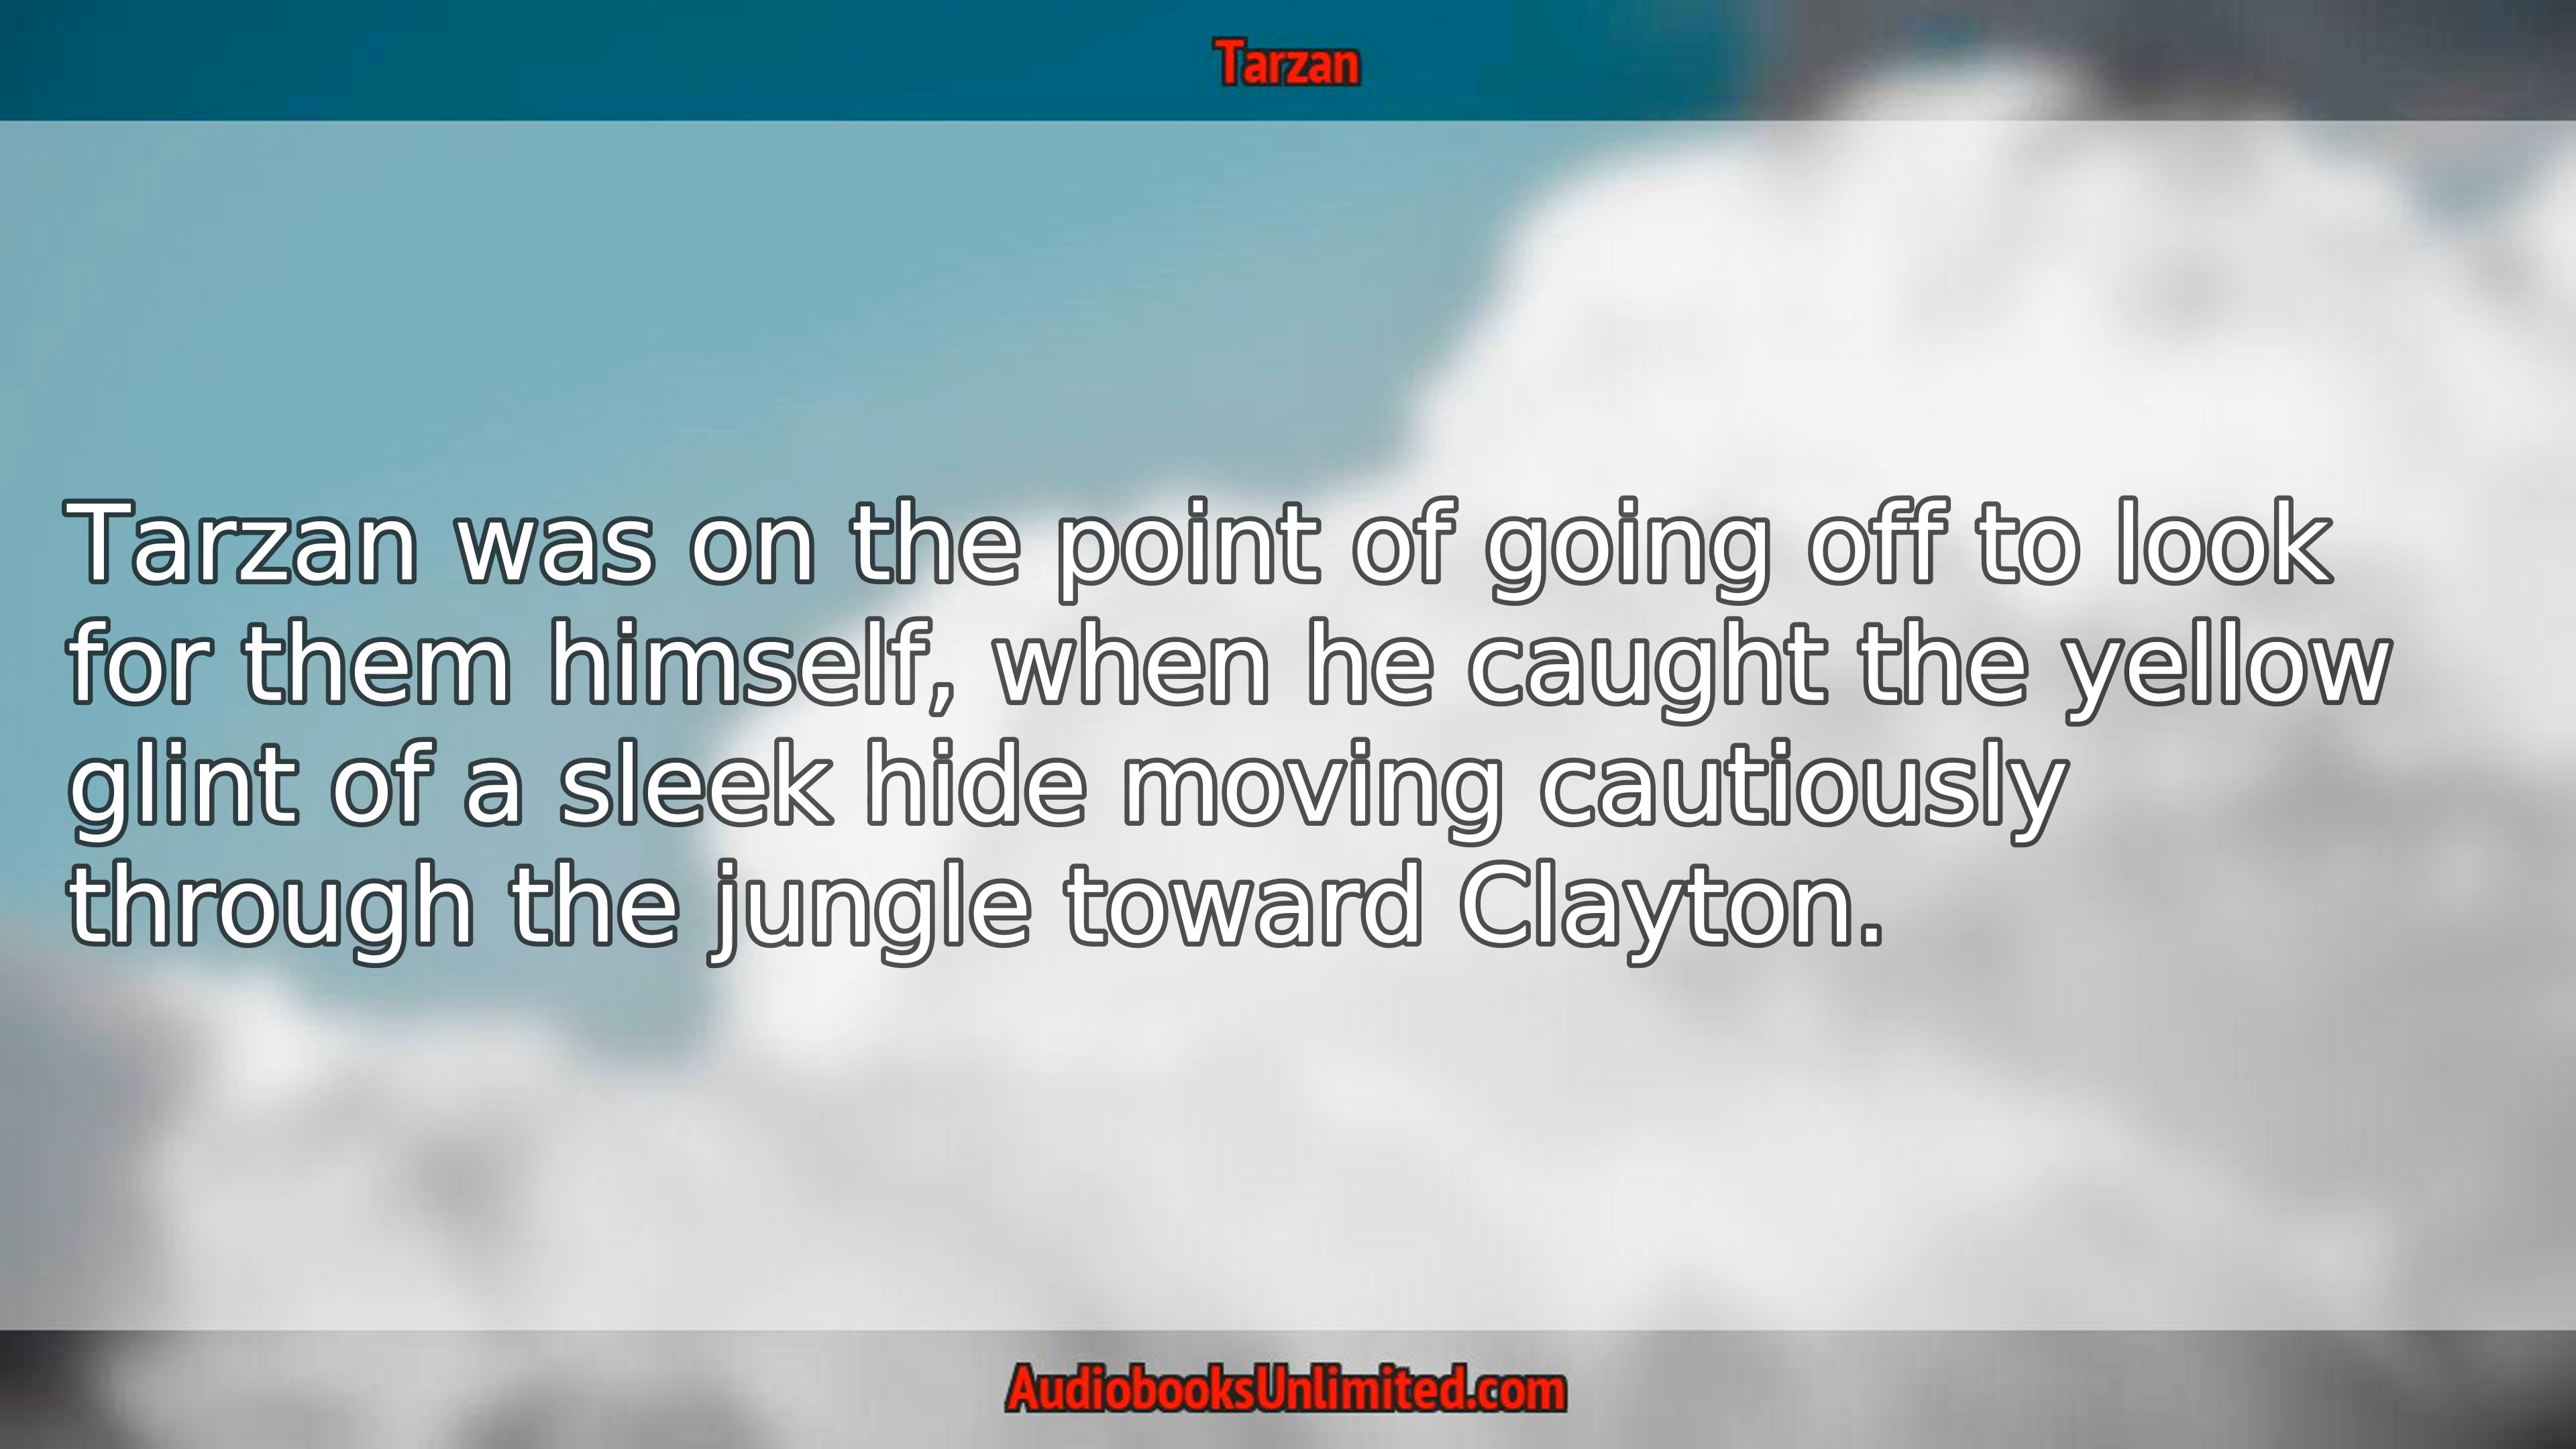 Tarzan
Tarzan was on the point of going off to look
for them himself, when he caught the yellow
glint of a sleek hide moving cautiously
through the jungle toward Clayton.
AudiobooksUnlimited.com